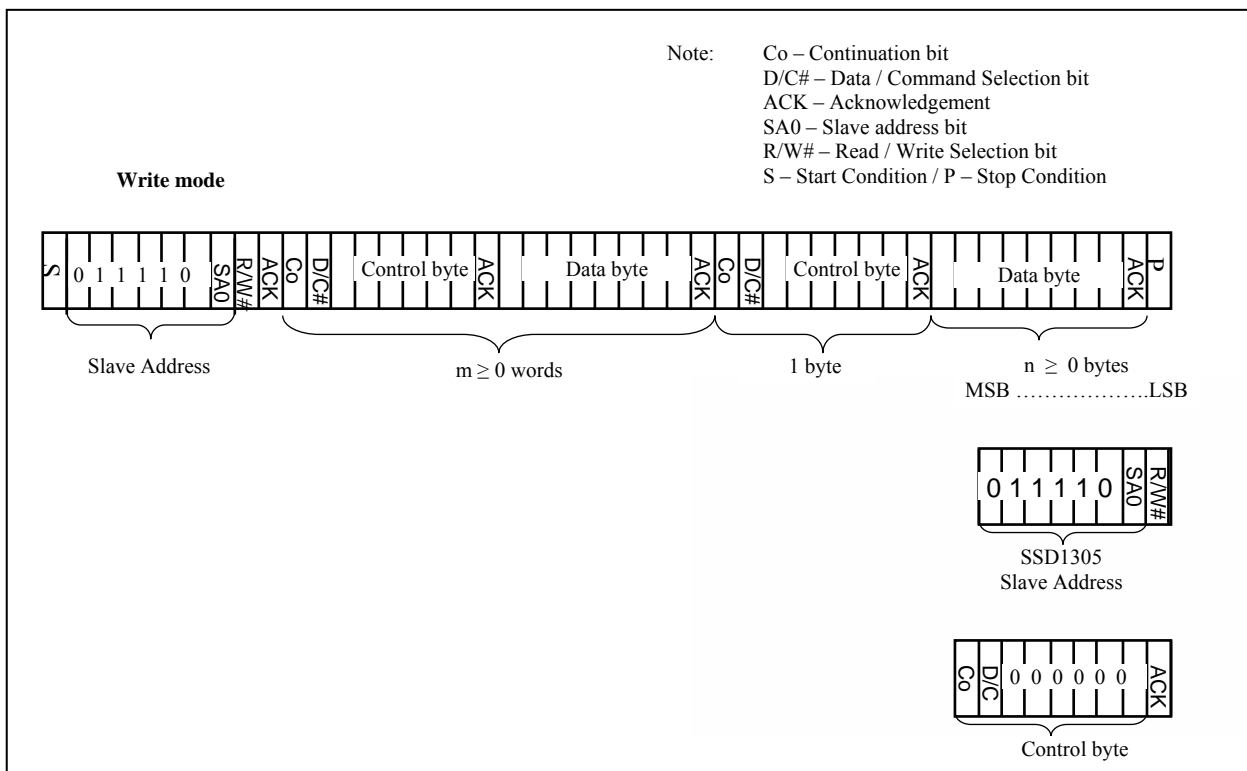 Note: Co – Continuation bit
D/C# – Data / Command Selection bit
ACK – Acknowledgement
SA0 – Slave address bit
R/W# – Read / Write Selection bit
S – Start Condition / P – Stop Condition
Write mode
S 0 1 1 1 1 0 SA0 R/W# ACK Co D/C# Control byte ACK Data byte ACK Co D/C# Control byte ACK Data byte ACK P
Slave Address m ≥ 0 words 1 byte n ≥ 0 bytes
MSB ………………….LSB
0 1 1 1 1 0 SA0 R/W#
SSD1305
Slave Address
Co D/C 0 0 0 0 0 0 ACK
Control byte